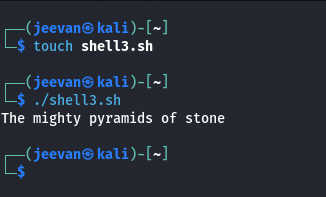 ┌──(jeevan㉿kali)-[~]
└─$ touch shell3.sh
┌──(jeevan㉿kali)-[~]
└─$ ./shell3.sh
The mighty pyramids of stone
┌──(jeevan㉿kali)-[~]
└─$